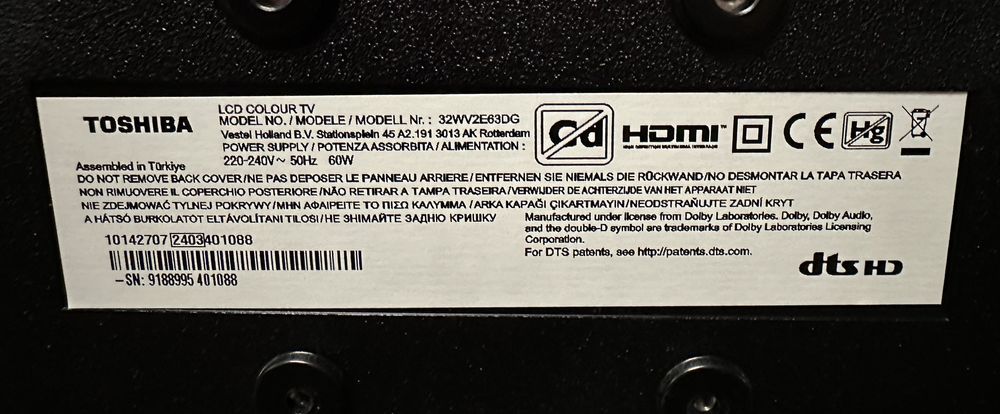 TOSHIBA
LCD COLOUR TV
MODEL NO. / MODELE / MODELL Nr. : 32WV2E63DG
Vestel Holland B.V. Stationsplein 45 A2.191 3013 AK Rotterdam
POWER SUPPLY / POTENZA ASSORBITA / ALIMENTATION :
220-240V ~ 50Hz 60W
Cd
HDMI™
HIGH DEFINITION MULTIMEDIA INTERFACE
CE
Hg
Assembled in Türkiye
DO NOT REMOVE BACK COVER/NE PAS DEPOSER LE PANNEAU ARRIERE/ENTFERNEN SIE NIEMALS DIE RÜCKWAND/NO DESMONTAR LA TAPA TRASERA
NON RIMUOVERE IL COPERCHIO POSTERIORE/NÃO RETIRAR A TAMPA TRASEIRA/VERWIJDER DE ACHTERZIJDE VAN HET APPARAAT NIET
NIE ZDEJMOWAĆ TYLNEJ POKRYWY/ΜΗΝ ΑΦΑΙΡΕΙΤΕ ΤΟ ΠΙΣΩ ΚΑΛΥΜΜΑ/ARKA KAPAĞI ÇIKARTMAYIN/NEODSTRAŇUJTE ZADNÍ KRYT
A HÁTSÓ BURKOLATOT ELTÁVOLÍTANI TILOS!/НЕ ЗНІМАЙТЕ ЗАДНЮ КРИШКУ
Manufactured under license from Dolby Laboratories. Dolby, Dolby Audio,
and the double-D symbol are trademarks of Dolby Laboratories Licensing
Corporation.
For DTS patents, see http://patents.dts.com.
10142707 2403401088
-SN: 9188995 401088
dts HD